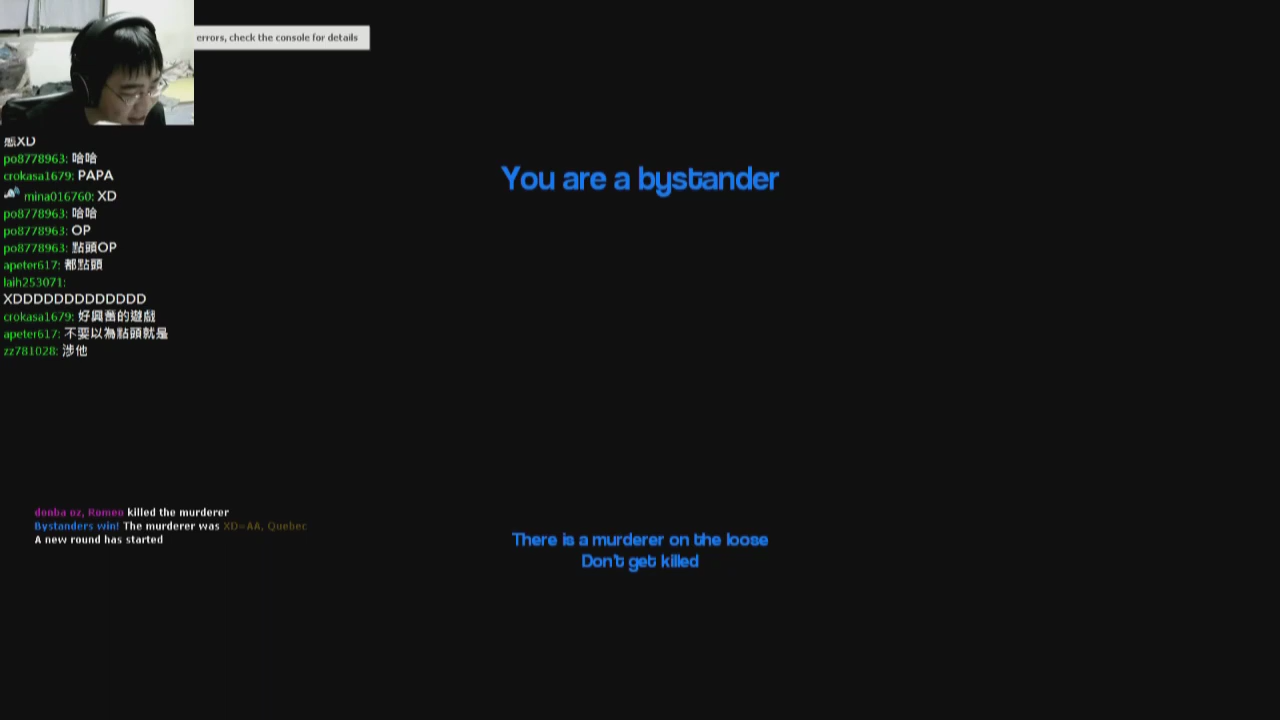 errors, check the console for details
You are a bystander
XD
po8778963: 哈哈
crokasa1679: PAPA
mina016760: XD
po8778963: 哈哈
po8778963: OP
po8778963: 點頭OP
apeter617: 都點頭
laih253071:
XDDDDDDDDDDDDDD
crokasa1679: 好興奮的遊戲
apeter617: 不要以為點頭就是
zz781028: 涉他
donba oz, Romeo killed the murderer
Bystanders win! The murderer was XD=AA, Quebec
A new round has started
There is a murderer on the loose
Don't get killed